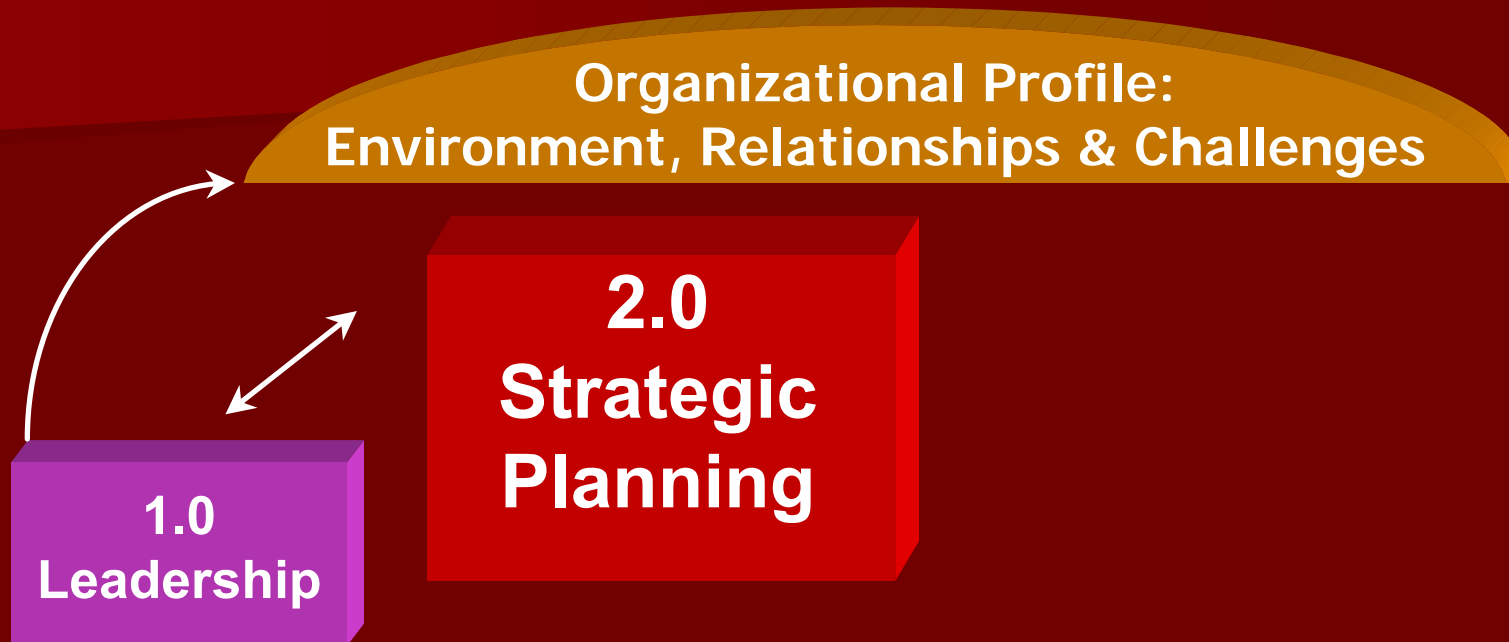 Organizational Profile:
Environment, Relationships & Challenges
2.0
Strategic
Planning
1.0
Leadership